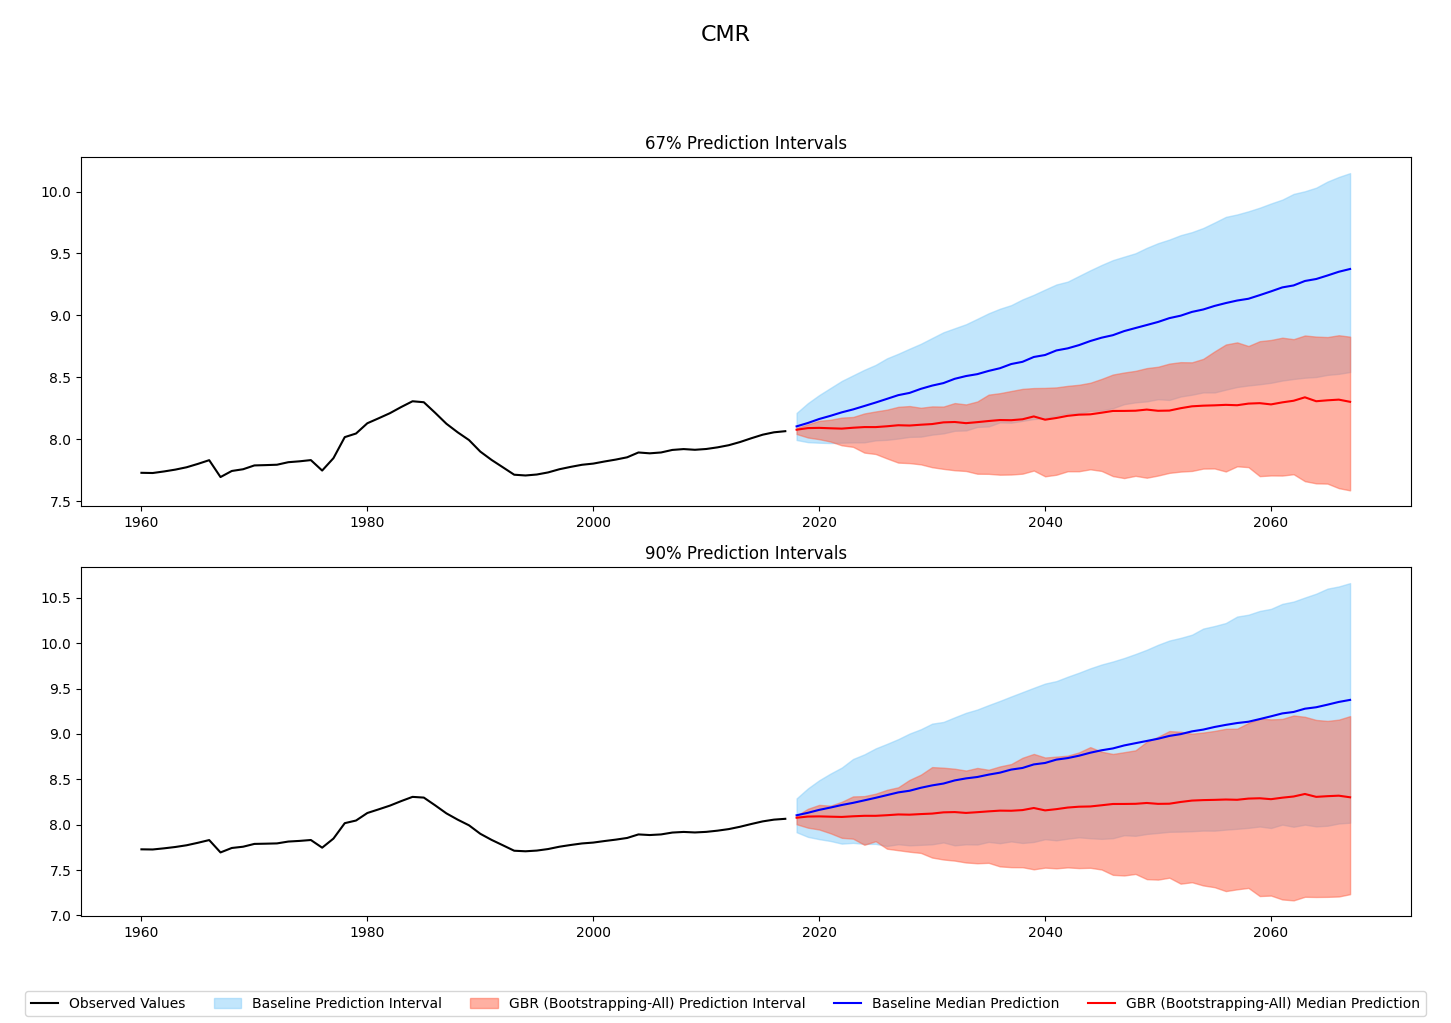 CMR
67% Prediction Intervals
10.0
9.5
9.0
8.5
8.0
7.5
1960 1980 2000 2020 2040 2060
90% Prediction Intervals
10.5
10.0
9.5
9.0
8.5
8.0
7.5
7.0
1960 1980 2000 2020 2040 2060
Observed Values Baseline Prediction Interval GBR (Bootstrapping-All) Prediction Interval Baseline Median Prediction GBR (Bootstrapping-All) Median Prediction